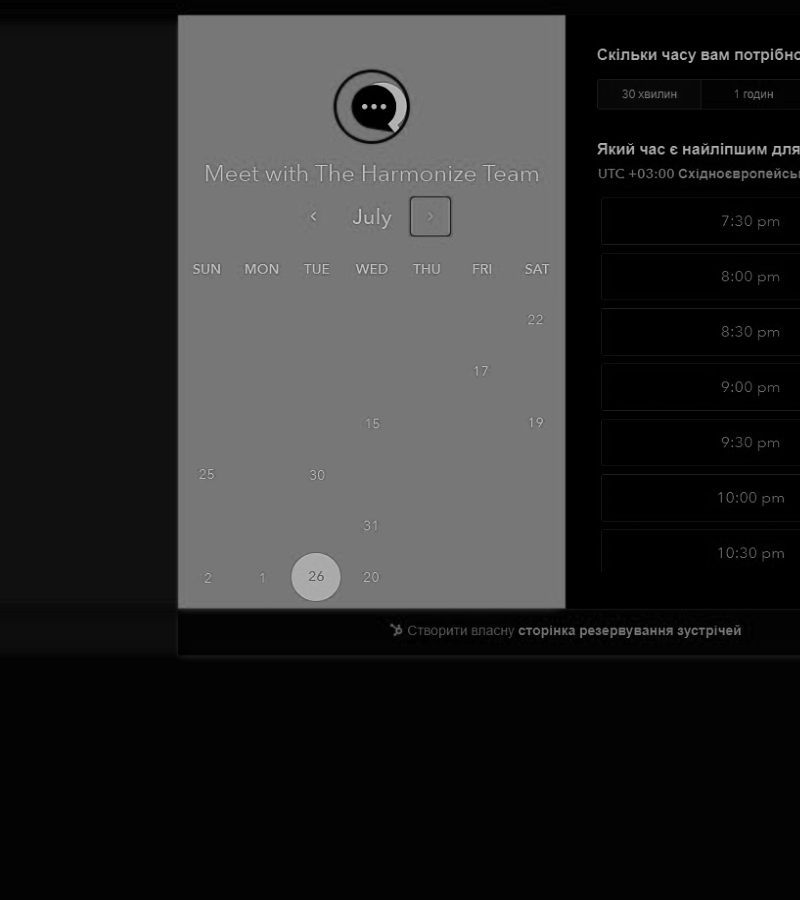 Meet with The Harmonize Team
July
SUN MON TUE WED THU FRI SAT
22
17
15 19
25 30
31
2 1 26 20
Скільки часу вам потрібно
30 хвилин 1 годин
Який час є найліпшим для
UTC +03:00
7:30 pm
8:00 pm
8:30 pm
9:00 pm
9:30 pm
10:00 pm
10:30 pm
Створити власну сторінка резервування зустрічей